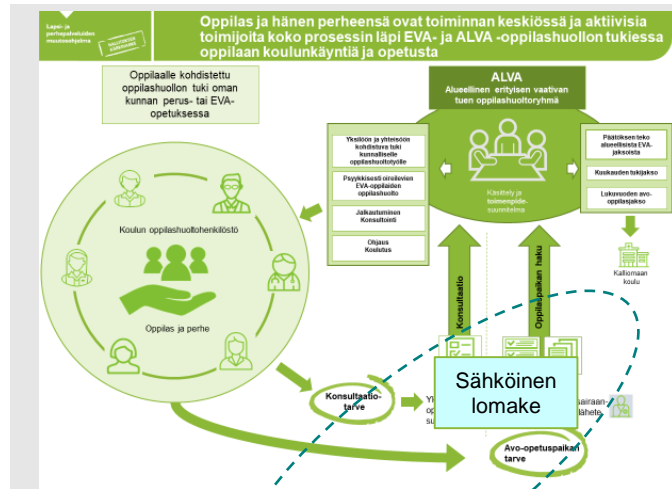 Lapsi- ja
perhepalveluiden
muutosohjelma
Oppilas ja hänen perheensä ovat toiminnan keskiössä ja aktiivisia
toimijoita koko prosessin läpi EVA- ja ALVA -oppilashuollon tukiessa
oppilaan koulunkäyntiä ja opetusta
Oppilaalle kohdistettu
oppilashuollon tuki oman
kunnan perus- tai EVA-
opetuksessa
ALVA
Alueellinen erityisen vaativan
tuen oppilashuoltoryhmä
Yksilöön ja yhteisöön
kohdistuva tuki
kunnalliselle
oppilashuoltotyölle
Psyykkisesti oireilevien
EVA-oppilaiden
oppilashuolto
Jalkautuminen
Konsultointi
Ohjaus
Koulutus
Käsittely ja
toimenpide-
suunnitelma
Päätöksen teko
alueellisista EVA-
jaksoista
Kuukauden tukijakso
Lukuvuoden avo-
oppilasjakso
Kalliomaan
koulu
Koulun oppilashuoltohenkilöstö
Oppilas ja perhe
Konsultaatio
Oppilaspaikan haku
Konsultaatio-
tarve
Sähköinen
lomake
sairaan-
lähete
Avo-opetuspaikan
tarve